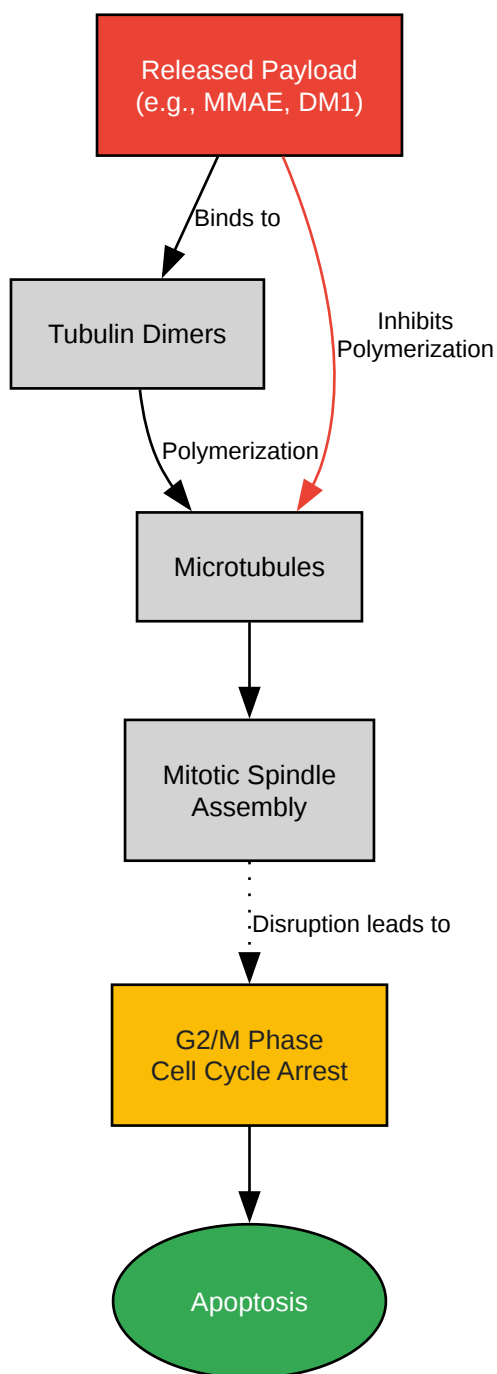 Released Payload
(e.g., MMAE, DM1)
Binds to
Tubulin Dimers
Inhibits
Polymerization
Polymerization
Microtubules
Mitotic Spindle
Assembly
Disruption leads to
G2/M Phase
Cell Cycle Arrest
Apoptosis